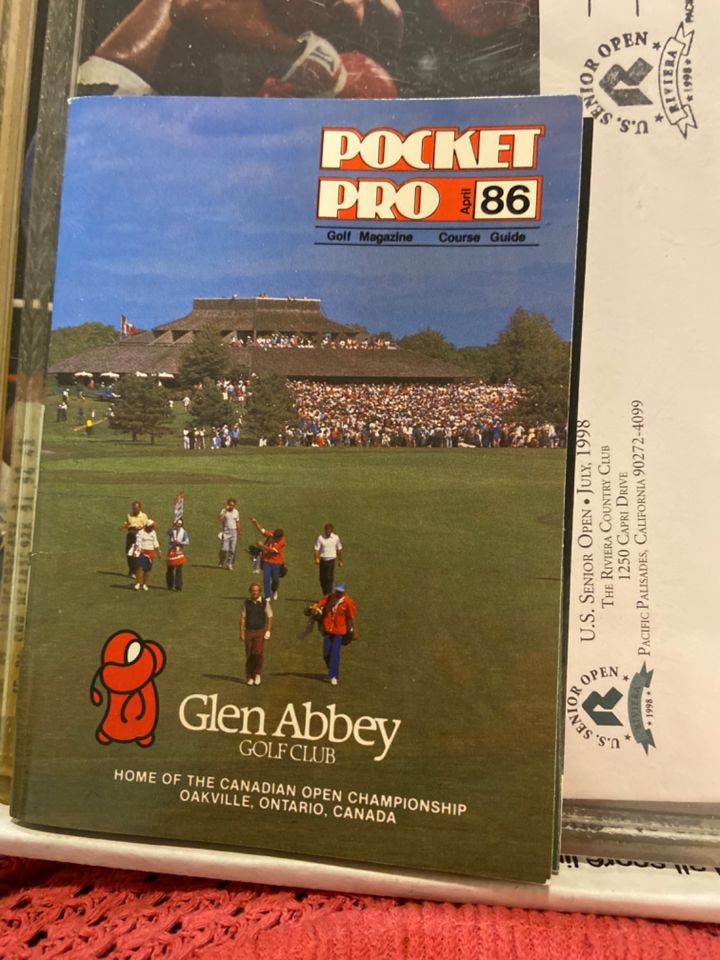 POCKET
PRO April 86
Golf Magazine Course Guide
Glen Abbey
GOLF CLUB
HOME OF THE CANADIAN OPEN CHAMPIONSHIP
OAKVILLE, ONTARIO, CANADA
U.S. SENIOR OPEN
R
RIVIERA
1998
U.S. SENIOR OPEN • JULY, 1998
THE RIVIERA COUNTRY CLUB
1250 CAPRI DRIVE
PACIFIC PALISADES, CALIFORNIA 90272-4099
U.S. SENIOR OPEN
R
RIVIERA
1998